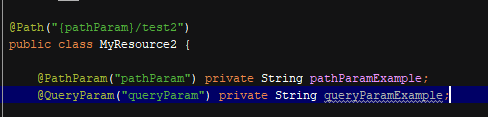 @Path("{pathParam}/test2")
public class MyResource2 {
@PathParam("pathParam") private String pathParamExample;
@QueryParam("queryParam") private String queryParamExample;